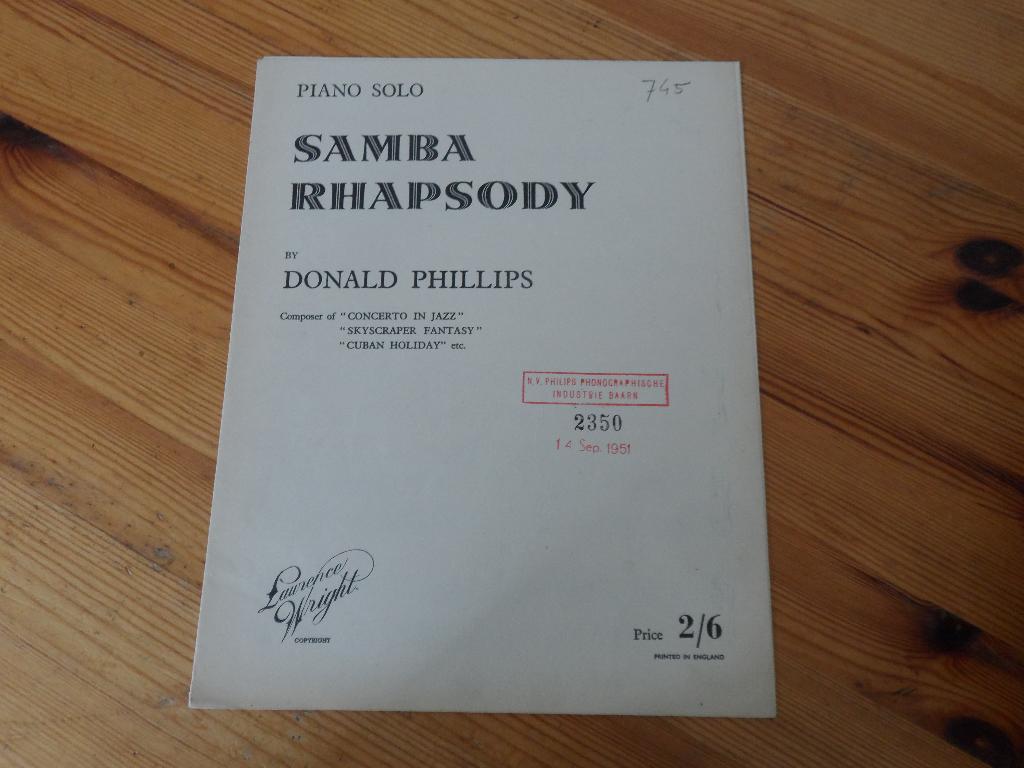 PIANO SOLO
745
SAMBA
RHAPSODY
BY
DONALD PHILLIPS
Composer of "CONCERTO IN JAZZ"
"SKYSCRAPER FANTASY"
"CUBAN HOLIDAY" etc.
N.V. PHILIPS PHONOGRAPHISCHE
INDUSTRIE BAARN
2350
14 Sep. 1951
Lawrence
Wright
COPYRIGHT
Price 2/6
PRINTED IN ENGLAND